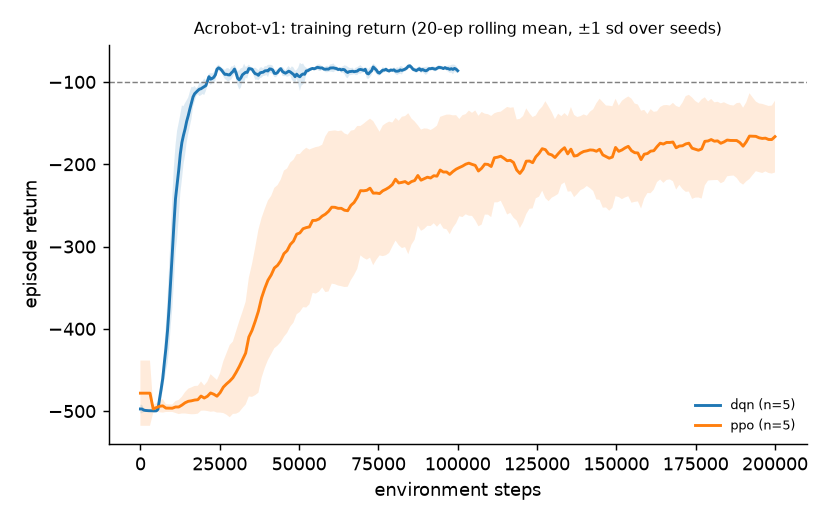 Acrobot-v1: training return (20-ep rolling mean, ±1 sd over seeds)
episode return
−100
−200
−300
−400
−500
dqn (n=5)
ppo (n=5)
0 25000 50000 75000 100000 125000 150000 175000 200000
environment steps